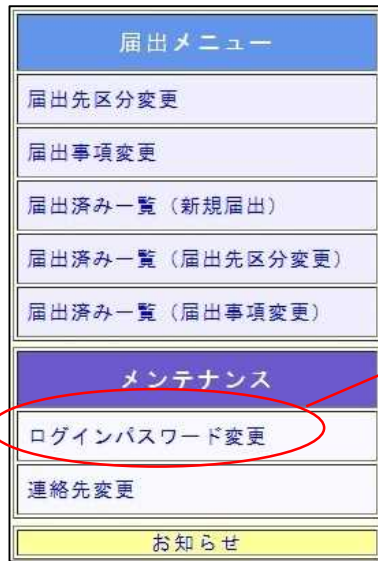 届出メニュー
届出先区分変更
届出事項変更
届出済み一覧（新規届出）
届出済み一覧（届出先区分変更）
届出済み一覧（届出事項変更）
メンテナンス
ログインパスワード変更
連絡先変更
お知らせ